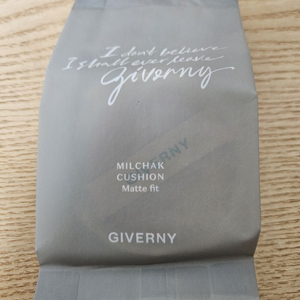 I don't believe
I shall ever leave
Giverny
MILCHAK
CUSHION
Matte fit
GIVERNY